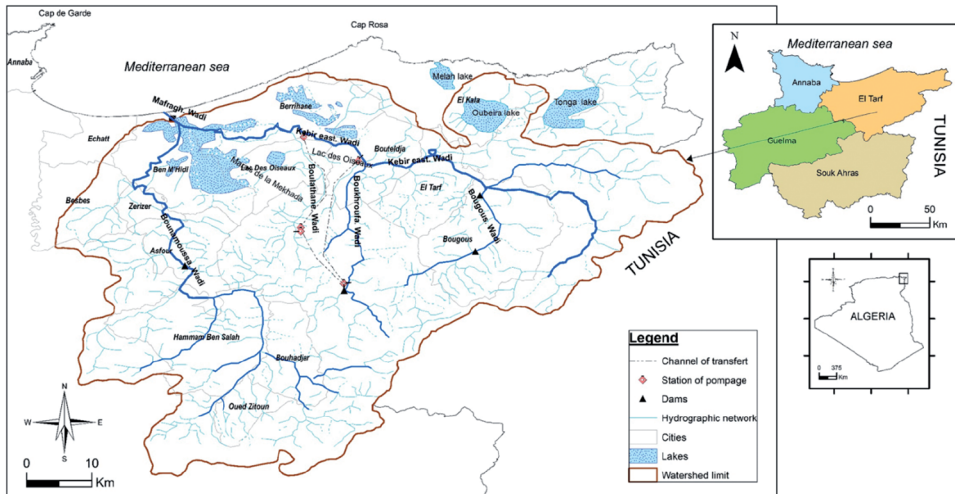 Cap de Garde
Cap Rosa
Annaba
Mediterranean sea
Melah lake
El Kala
Oubeira lake
Tonga lake
Mafragh Wadi
Berrihane
Echatt
Kebir east. Wadi
Lac des Oiseaux
Bouteldja
Kebir east. Wadi
Ben M'Hidi
Lac Des Oiseaux
Marais de la Mekhada
Boulathane Wadi
Boukhroufa Wadi
El Tarf
Besbes
Zerizer
Bougous Wadi
Bounamoussa Wadi
Asfour
Bougous
TUNISIA
Hammam Ben Salah
Bouhadjar
Oued Zitoun
N
W
E
S
0 10
Km
Legend
Channel of transfert
Station of pompage
Dams
Hydrographic network
Cities
Lakes
Watershed limit
N
Mediterranean sea
Annaba
El Tarf
Guelma
Souk Ahras
TUNISIA
0 50
Km
ALGERIA
0 375
Km